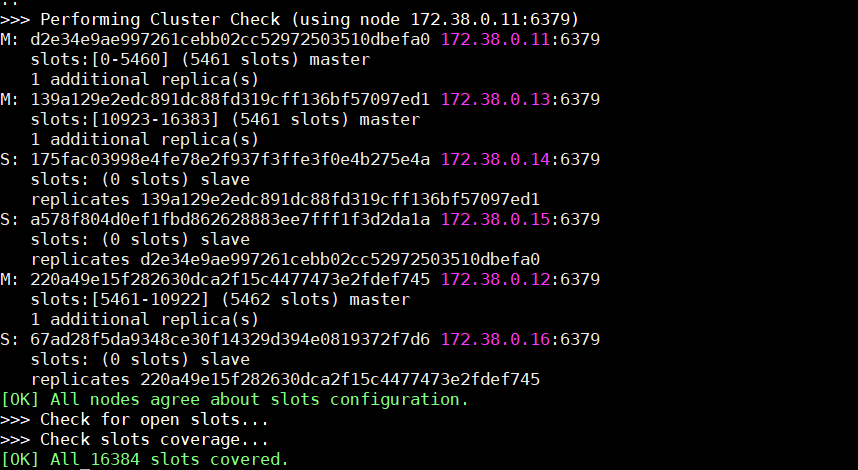 ..
>>> Performing Cluster Check (using node 172.38.0.11:6379)
M: d2e34e9ae997261cebb02cc52972503510dbefa0 172.38.0.11:6379
   slots:[0-5460] (5461 slots) master
   1 additional replica(s)
M: 139a129e2edc891dc88fd319cff136bf57097ed1 172.38.0.13:6379
   slots:[10923-16383] (5461 slots) master
   1 additional replica(s)
S: 175fac03998e4fe78e2f937f3ffe3f0e4b275e4a 172.38.0.14:6379
   slots: (0 slots) slave
   replicates 139a129e2edc891dc88fd319cff136bf57097ed1
S: a578f804d0ef1fbd862628883ee7fff1f3d2da1a 172.38.0.15:6379
   slots: (0 slots) slave
   replicates d2e34e9ae997261cebb02cc52972503510dbefa0
M: 220a49e15f282630dca2f15c4477473e2fdef745 172.38.0.12:6379
   slots:[5461-10922] (5462 slots) master
   1 additional replica(s)
S: 67ad28f5da9348ce30f14329d394e0819372f7d6 172.38.0.16:6379
   slots: (0 slots) slave
   replicates 220a49e15f282630dca2f15c4477473e2fdef745
[OK] All nodes agree about slots configuration.
>>> Check for open slots...
>>> Check slots coverage...
[OK] All 16384 slots covered.